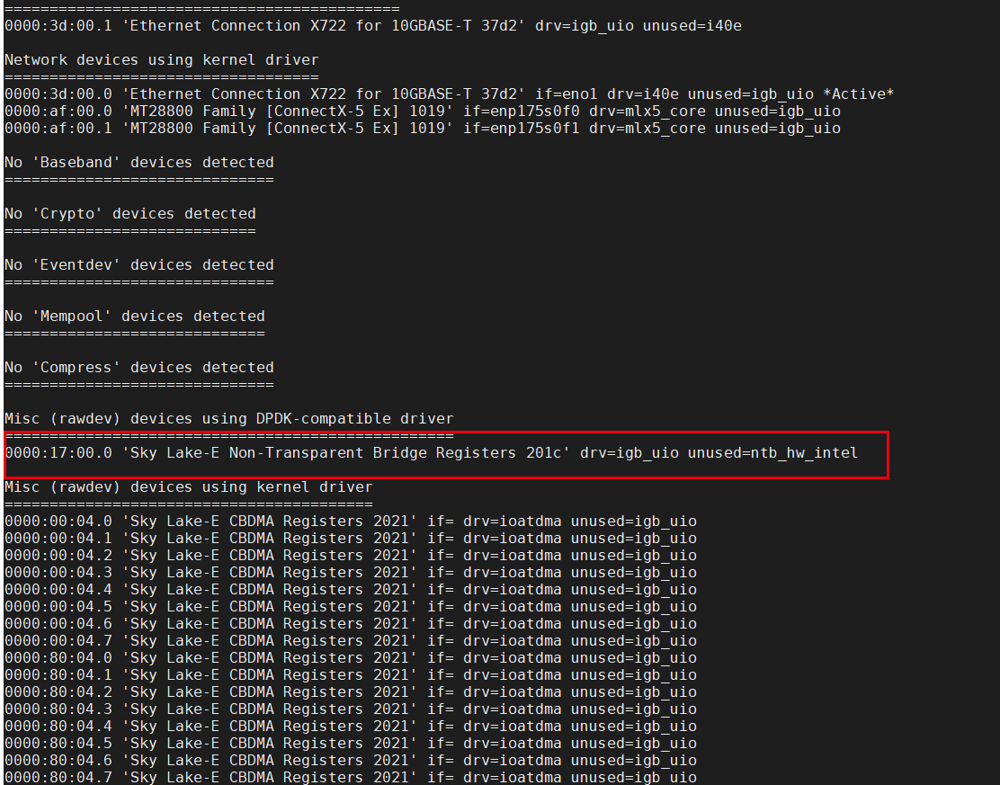 ============================================
0000:3d:00.1 'Ethernet Connection X722 for 10GBASE-T 37d2' drv=igb_uio unused=i40e
Network devices using kernel driver
===================================
0000:3d:00.0 'Ethernet Connection X722 for 10GBASE-T 37d2' if=eno1 drv=i40e unused=igb_uio *Active*
0000:af:00.0 'MT28800 Family [ConnectX-5 Ex] 1019' if=enp175s0f0 drv=mlx5_core unused=igb_uio
0000:af:00.1 'MT28800 Family [ConnectX-5 Ex] 1019' if=enp175s0f1 drv=mlx5_core unused=igb_uio
No 'Baseband' devices detected
==============================
No 'Crypto' devices detected
============================
No 'Eventdev' devices detected
==============================
No 'Mempool' devices detected
=============================
No 'Compress' devices detected
==============================
Misc (rawdev) devices using DPDK-compatible driver
==================================================
0000:17:00.0 'Sky Lake-E Non-Transparent Bridge Registers 201c' drv=igb_uio unused=ntb_hw_intel
Misc (rawdev) devices using kernel driver
=========================================
0000:00:04.0 'Sky Lake-E CBDMA Registers 2021' if= drv=ioatdma unused=igb_uio
0000:00:04.1 'Sky Lake-E CBDMA Registers 2021' if= drv=ioatdma unused=igb_uio
0000:00:04.2 'Sky Lake-E CBDMA Registers 2021' if= drv=ioatdma unused=igb_uio
0000:00:04.3 'Sky Lake-E CBDMA Registers 2021' if= drv=ioatdma unused=igb_uio
0000:00:04.4 'Sky Lake-E CBDMA Registers 2021' if= drv=ioatdma unused=igb_uio
0000:00:04.5 'Sky Lake-E CBDMA Registers 2021' if= drv=ioatdma unused=igb_uio
0000:00:04.6 'Sky Lake-E CBDMA Registers 2021' if= drv=ioatdma unused=igb_uio
0000:00:04.7 'Sky Lake-E CBDMA Registers 2021' if= drv=ioatdma unused=igb_uio
0000:80:04.0 'Sky Lake-E CBDMA Registers 2021' if= drv=ioatdma unused=igb_uio
0000:80:04.1 'Sky Lake-E CBDMA Registers 2021' if= drv=ioatdma unused=igb_uio
0000:80:04.2 'Sky Lake-E CBDMA Registers 2021' if= drv=ioatdma unused=igb_uio
0000:80:04.3 'Sky Lake-E CBDMA Registers 2021' if= drv=ioatdma unused=igb_uio
0000:80:04.4 'Sky Lake-E CBDMA Registers 2021' if= drv=ioatdma unused=igb_uio
0000:80:04.5 'Sky Lake-E CBDMA Registers 2021' if= drv=ioatdma unused=igb_uio
0000:80:04.6 'Sky Lake-E CBDMA Registers 2021' if= drv=ioatdma unused=igb_uio
0000:80:04.7 'Sky Lake-E CBDMA Registers 2021' if= drv=ioatdma unused=igb_uio